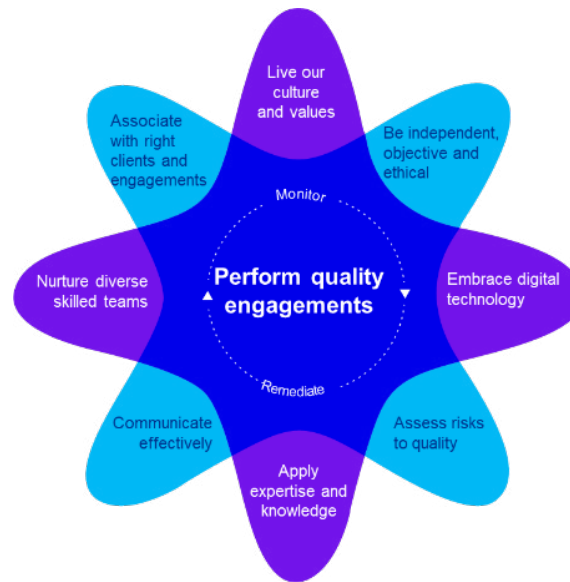 Live our
culture
and values
Associate
with right
clients and
engagements
Be independent,
objective and
ethical
Monitor
Nurture diverse
skilled teams
Perform quality
engagements
Embrace digital
technology
Remediate
Communicate
effectively
Assess risks
to quality
Apply
expertise and
knowledge